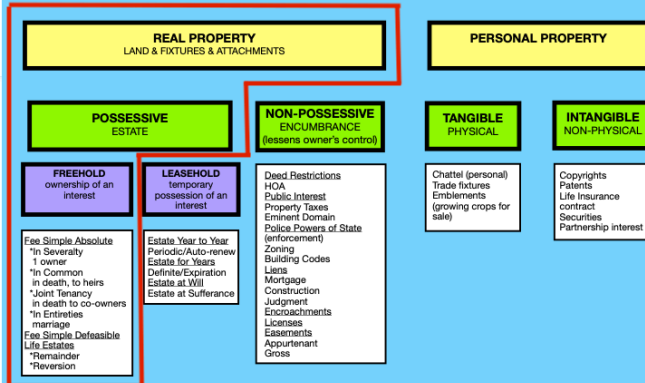 REAL PROPERTY
LAND & FIXTURES & ATTACHMENTS
PERSONAL PROPERTY
POSSESSIVE
ESTATE
NON-POSSESSIVE
ENCUMBRANCE
(lessens owner's control)
TANGIBLE
PHYSICAL
INTANGIBLE
NON-PHYSICAL
FREEHOLD
ownership of an
interest
LEASEHOLD
temporary
possession of an
interest
Deed Restrictions
HOA
Public Interest
Property Taxes
Eminent Domain
Police Powers of State
(enforcement)
Zoning
Building Codes
Liens
Mortgage
Construction
Judgment
Encroachments
Licenses
Easements
Appurtenant
Gross
Chattel (personal)
Trade fixtures
Emblements
(growing crops for
sale)
Copyrights
Patents
Life Insurance
contract
Securities
Partnership interest
Fee Simple Absolute
*In Severalty
1 owner
*In Common
in death, to heirs
*Joint Tenancy
in death to co-owners
*In Entireties
marriage
Fee Simple Defeasible
Life Estates
*Remainder
*Reversion
Estate Year to Year
Periodic/Auto-renew
Estate for Years
Definite/Expiration
Estate at Will
Estate at Sufferance